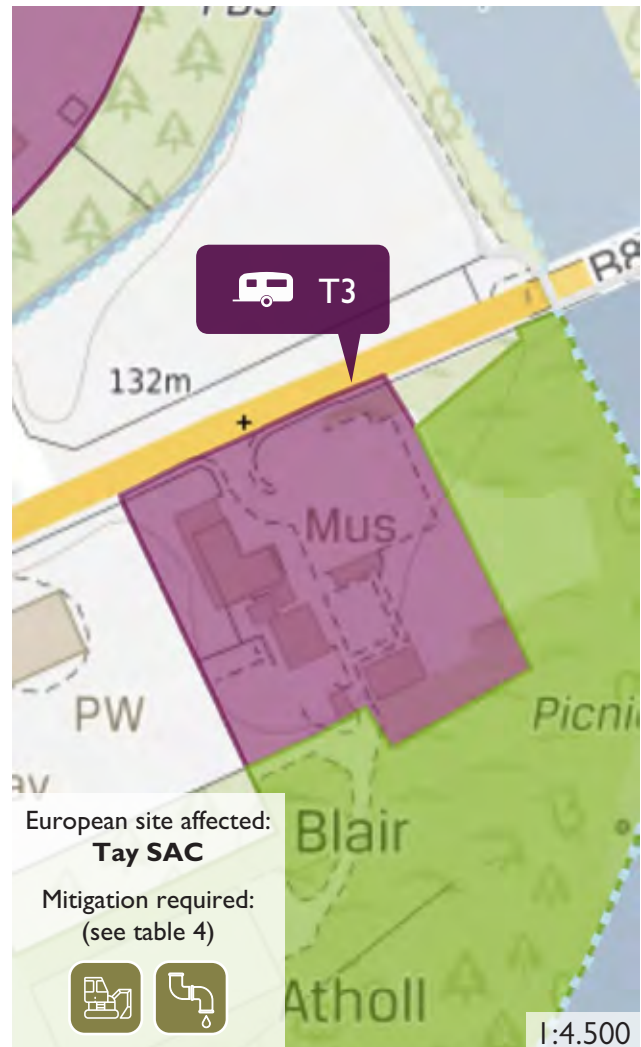 T3
132m
Mus
PW
Blair
Atholl
European site affected:
Tay SAC
Mitigation required:
(see table 4)
1:4.500